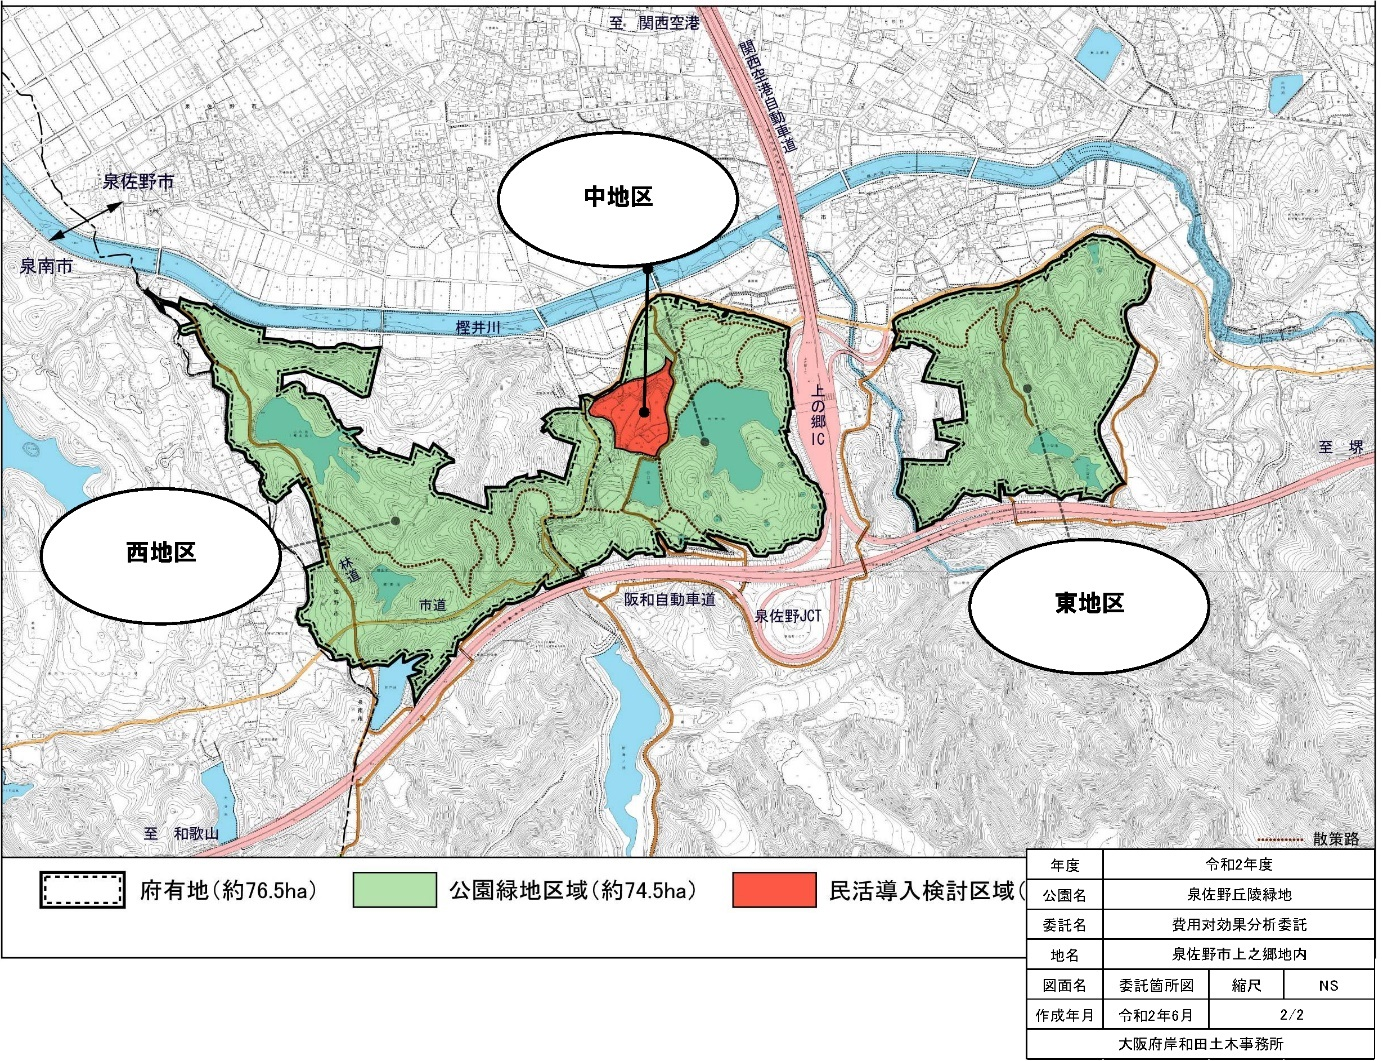 至 関西空港
関西空港自動車道
中地区
泉佐野市
泉南市
樫井川
上の郷IC
至 堺
西地区
林道
市道
阪和自動車道
泉佐野JCT
東地区
至 和歌山
散策路
府有地(約76.5ha)
公園緑地区域(約74.5ha)
民活導入検討区域(
年度 令和2年度
公園名 泉佐野丘陵緑地
委託名 費用対効果分析委託
地名 泉佐野市上之郷地内
図面名 委託箇所図 縮尺 NS
作成年月 令和2年6月 2/2
大阪府岸和田土木事務所